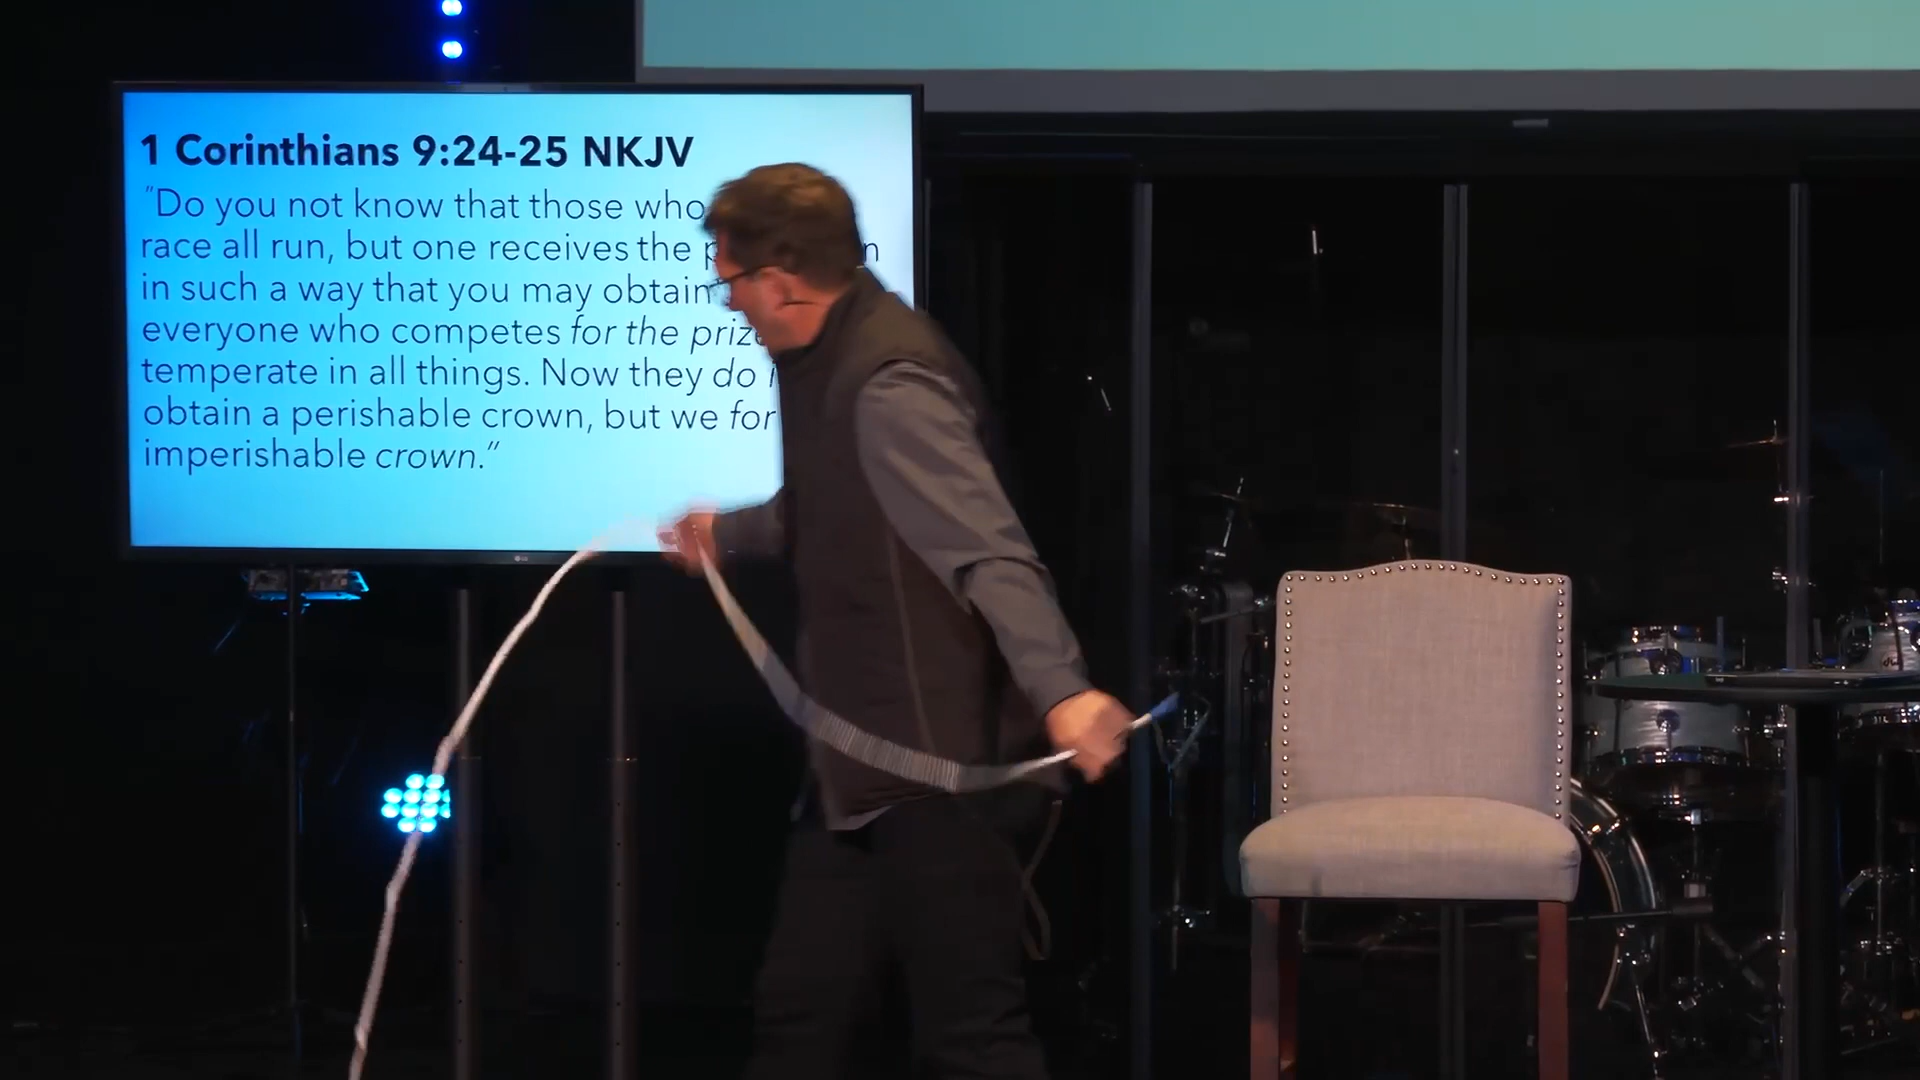 1 Corinthians 9:24-25 NKJV
"Do you not know that those who
race all run, but one receives the
in such a way that you may obtain
everyone who competes for the prize
temperate in all things. Now they do
obtain a perishable crown, but we for
imperishable crown."
LG